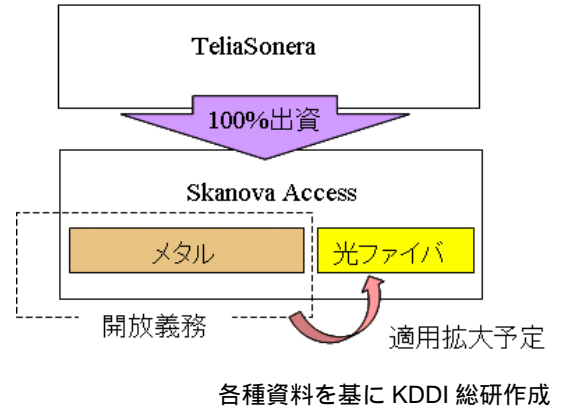 TeliaSonera
100%出資
Skanova Access
メタル
光ファイバ
開放義務
適用拡大予定
各種資料を基に KDDI 総研作成